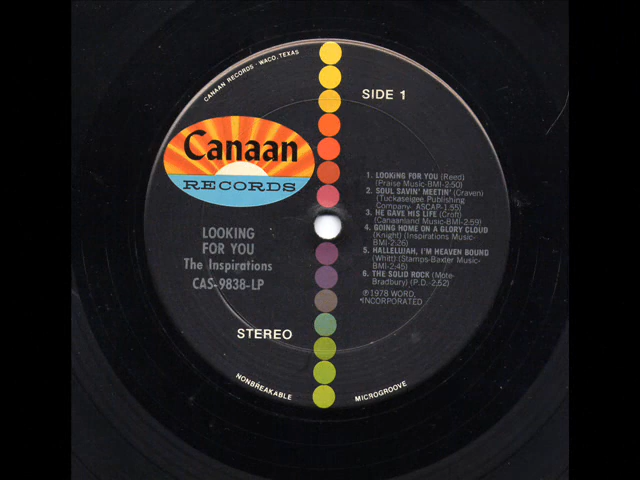 CANAAN RECORDS · WACO, TEXAS
SIDE 1
Canaan
RECORDS
1. LOOKING FOR YOU (Reed)
(Praise Music-BMI-2:50)
2. SOUL SAVIN' MEETIN' (Craven)
(Tuckaseigee Publishing
Company- ASCAP-1:55)
3. HE GAVE HIS LIFE (Croft)
(Canaanland Music-BMI-2:59)
4. GOING HOME ON A GLORY CLOUD
(Knight) (Inspirations Music-
BMI-2:26)
5. HALLELUJAH, I'M HEAVEN BOUND
(Whitt) (Stamps-Baxter Music-
BMI-2:45)
6. THE SOLID ROCK (Mote-
Bradbury) (P.D.-2:52)
℗1978 WORD,
INCORPORATED
LOOKING
FOR YOU
The Inspirations
CAS-9838-LP
STEREO
NONBREAKABLE
MICROGROOVE